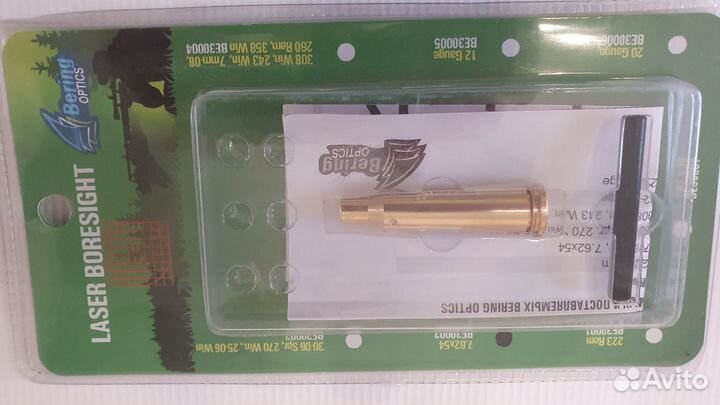 Bering
OPTICS
LASER BORESIGHT
308 Win, 243 Win, 7mm-08,
260 Rem, 358 Win
BE30004
12 Gauge
BE30005
20 Gauge
BE30006
Bering
OPTICS
, 270 W
, 7.62x54
ПОСТАВЛЯЕМЫХ BERING OPTICS
30-06 Spr, 270 Win., 25-06 Win
BE30003
7.62x54
BE30002
223 Rem
BE30001
Avito